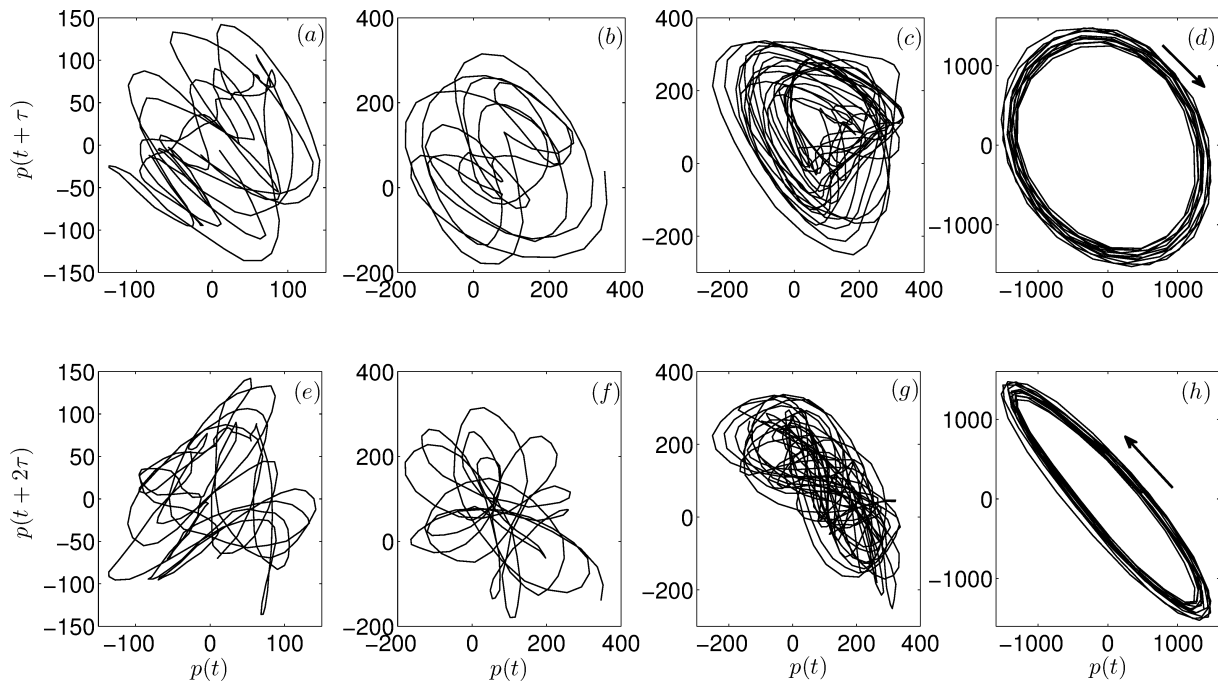 150 (a) 400 (b) 400 (c) (d)
100 1000
50 200 200
p(t + τ) 0 0
−50 0 0
−100 −200 −1000
−150 −200
−100 0 100 −200 0 200 400 −200 0 200 400 −1000 0 1000
150 (e) 400 (f) 400 (g) (h)
100 1000
50 200 200
p(t + 2τ) 0 0
−50 0 0
−100 −200 −1000
−150 −200
−100 0 100 −200 0 200 400 −200 0 200 400 −1000 0 1000
p(t) p(t) p(t) p(t)